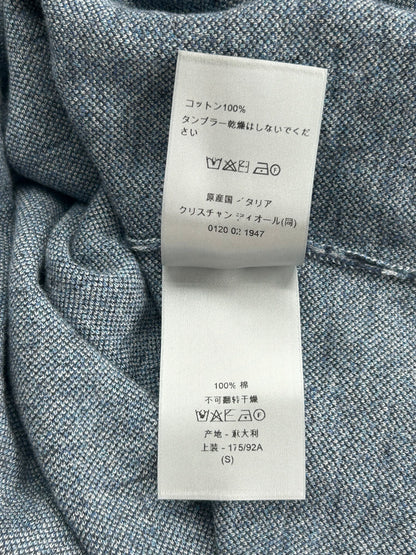 コットン100%
タンブラー乾燥はしないでくだ
さい
原産国 イタリア
クリスチャン ディオール(同)
0120 02 1947
100% 棉
不可翻转干燥
产地 - 意大利
上装 - 175/92A
(S)